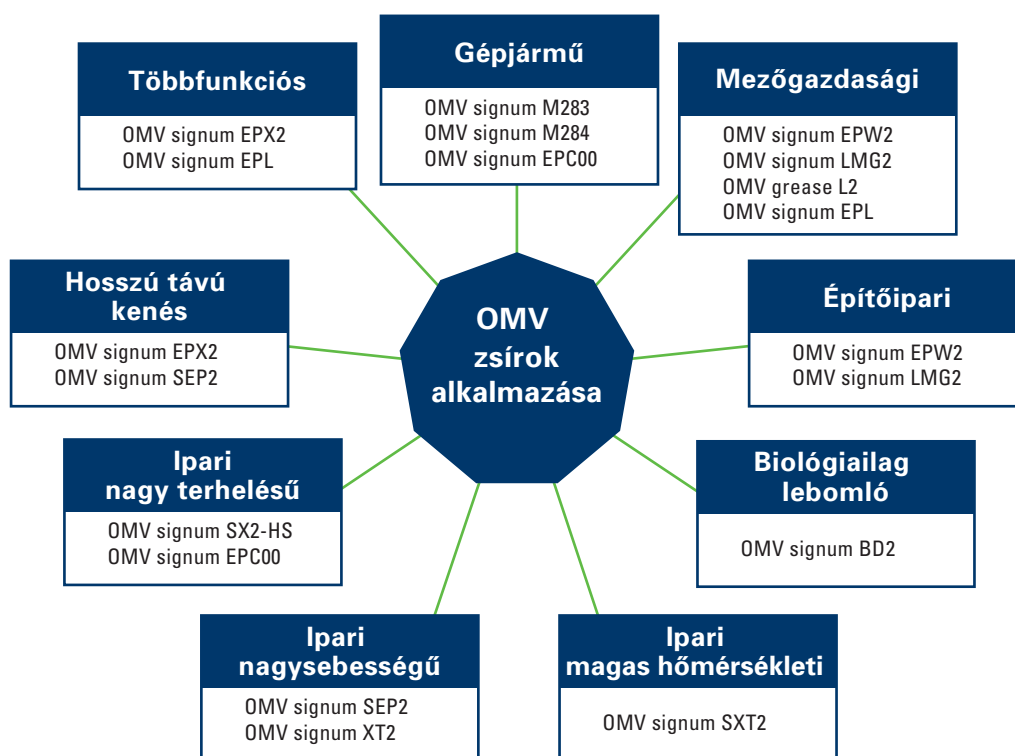 OMV
zsírok
alkalmazása
Gépjármű
OMV signum M283
OMV signum M284
OMV signum EPC00
Mezőgazdasági
OMV signum EPW2
OMV signum LMG2
OMV grease L2
OMV signum EPL
Építőipari
OMV signum EPW2
OMV signum LMG2
Biológiailag
lebomló
OMV signum BD2
Ipari
magas hőmérsékleti
OMV signum SXT2
Ipari
nagysebességű
OMV signum SEP2
OMV signum XT2
Ipari
nagy terhelésű
OMV signum SX2-HS
OMV signum EPC00
Hosszú távú
kenés
OMV signum EPX2
OMV signum SEP2
Többfunkciós
OMV signum EPX2
OMV signum EPL